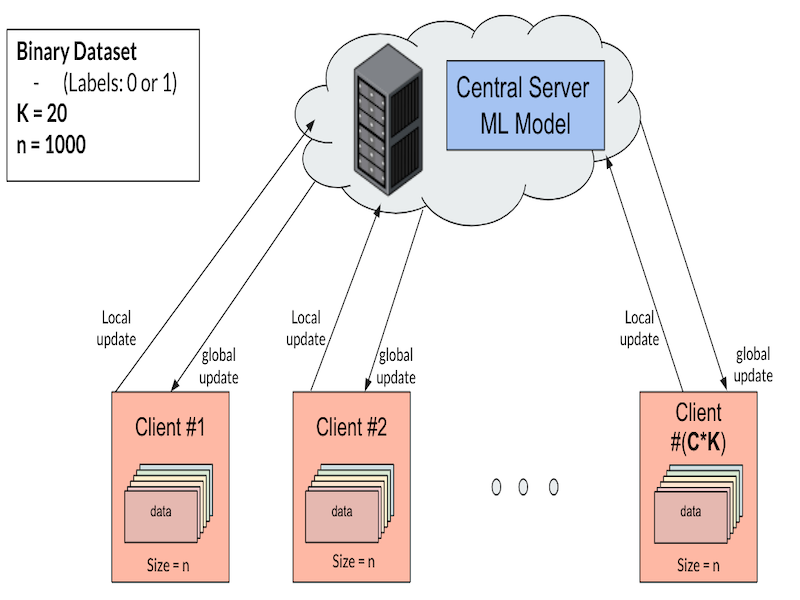 Binary Dataset
- (Labels: 0 or 1)
K = 20
n = 1000
Central Server
ML Model
Local
update
global
update
Local
update
global
update
Local
update
global
update
Client #1
data
Size = n
Client #2
data
Size = n
Client
#(C*K)
data
Size = n